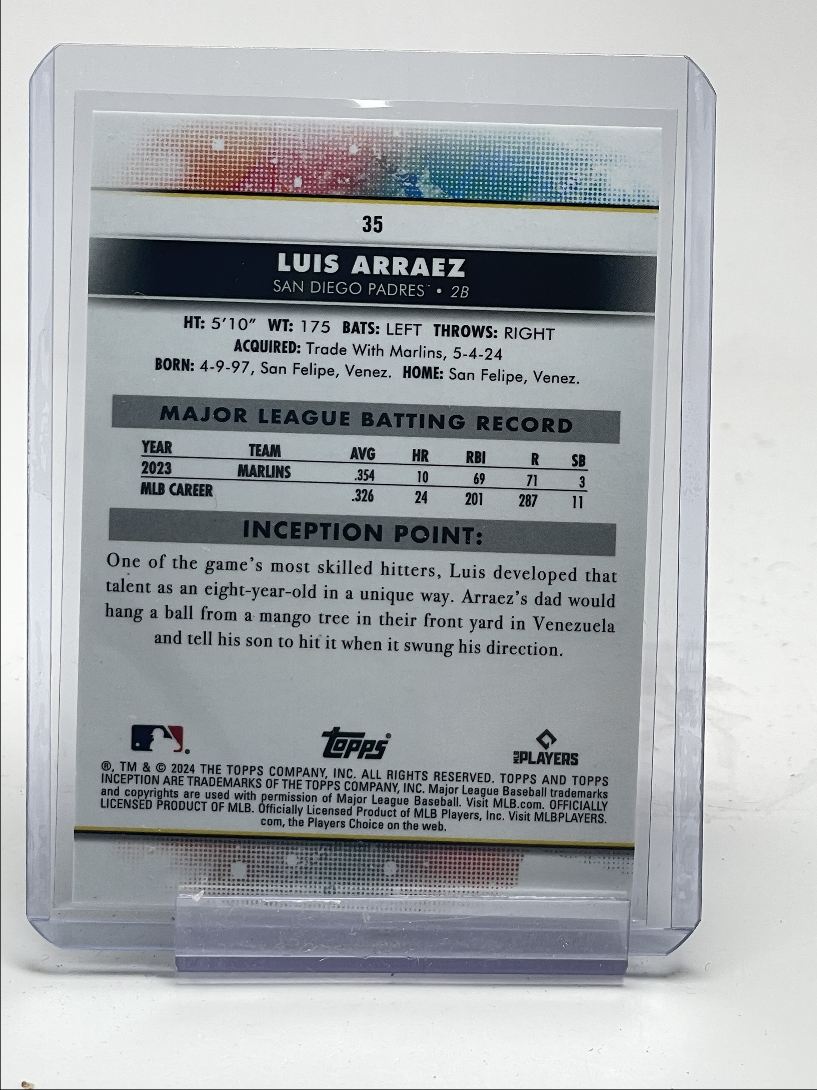 35
LUIS ARRAEZ
SAN DIEGO PADRES • 2B
HT: 5'10" WT: 175 BATS: LEFT THROWS: RIGHT
ACQUIRED: Trade With Marlins, 5-4-24
BORN: 4-9-97, San Felipe, Venez. HOME: San Felipe, Venez.
MAJOR LEAGUE BATTING RECORD
YEAR TEAM AVG HR RBI R SB
2023 MARLINS .354 10 69 71 3
MLB CAREER .326 24 201 287 11
INCEPTION POINT:
One of the game's most skilled hitters, Luis developed that
talent as an eight-year-old in a unique way. Arraez's dad would
hang a ball from a mango tree in their front yard in Venezuela
and tell his son to hit it when it swung his direction.
Topps®
MLB PLAYERS
®, TM & © 2024 THE TOPPS COMPANY, INC. ALL RIGHTS RESERVED. TOPPS AND TOPPS
INCEPTION ARE TRADEMARKS OF THE TOPPS COMPANY, INC. Major League Baseball trademarks
and copyrights are used with permission of Major League Baseball. Visit MLB.com. OFFICIALLY
LICENSED PRODUCT OF MLB. Officially Licensed Product of MLB Players, Inc. Visit MLBPLAYERS.
com, the Players Choice on the web.